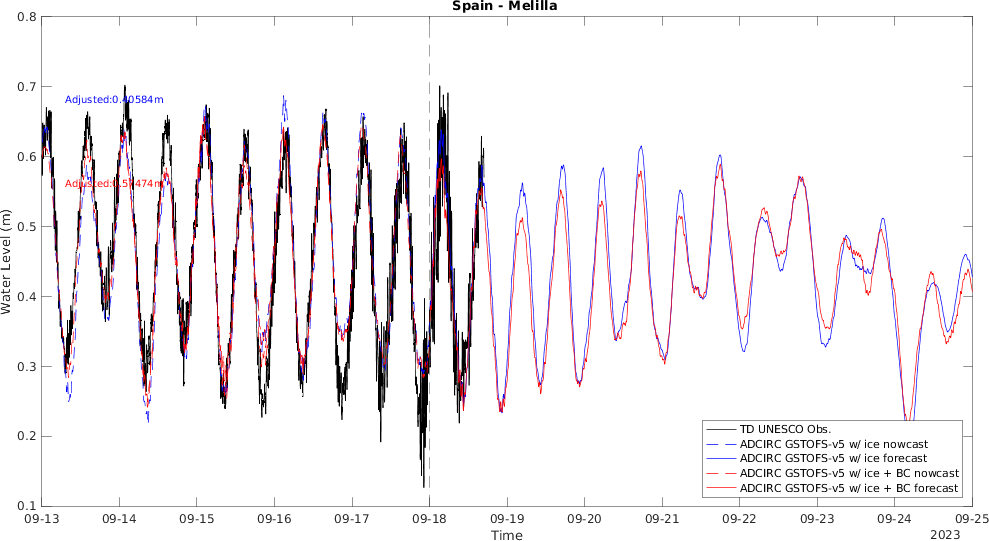 Spain - Melilla
0.8
0.7
0.6
0.5
0.4
0.3
0.2
0.1
Water Level (m)
Adjusted:0.40584m
TD UNESCO Obs.
ADCIRC GSTOFS-v5 w/ ice nowcast
ADCIRC GSTOFS-v5 w/ ice forecast
ADCIRC GSTOFS-v5 w/ ice + BC nowcast
ADCIRC GSTOFS-v5 w/ ice + BC forecast
09-13 09-14 09-15 09-16 09-17 09-18 09-19 09-20 09-21 09-22 09-23 09-24 09-25
Time
2023